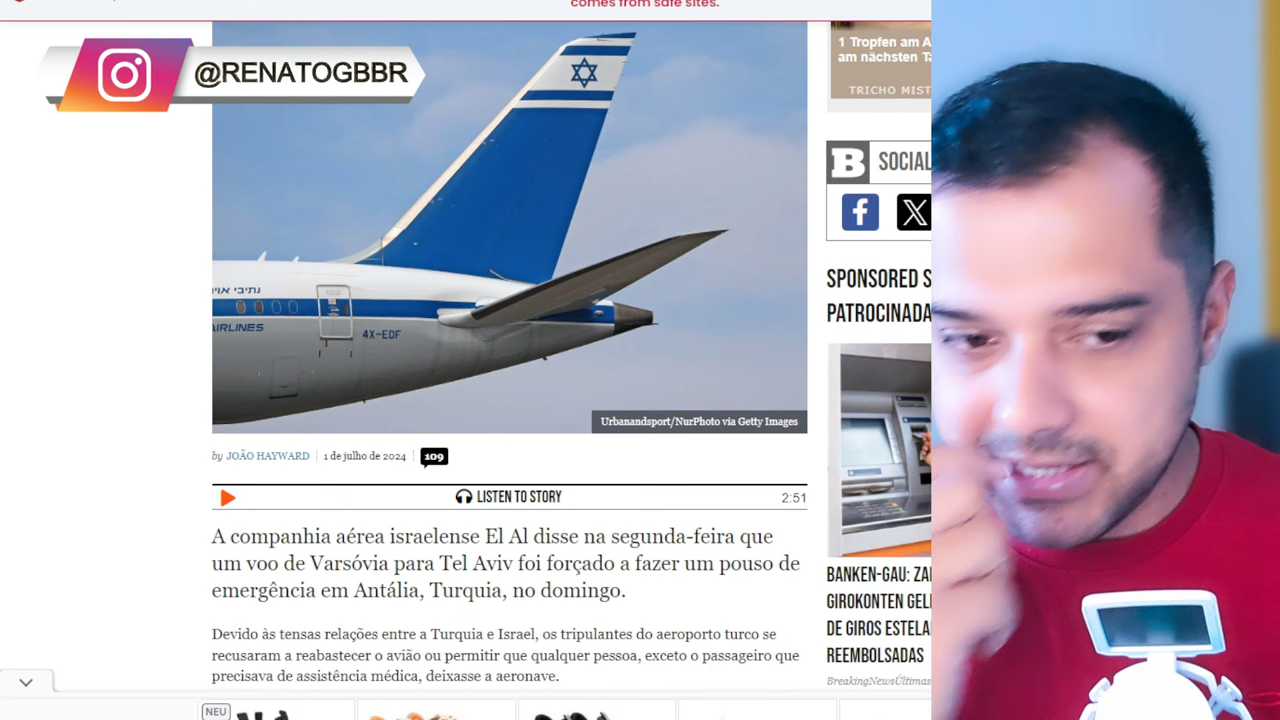 comes from safe sites.
@RENATOGBBR
1 Tropfen am A
am nächsten Ta
TRICHO MIST
B SOCIAL
f X
SPONSORED S
PATROCINADA
נתיבי אויר
AIRLINES
4X-EDF
Urbanandsport/NurPhoto via Getty Images
by JOÃO HAYWARD 1 de julho de 2024 109
LISTEN TO STORY 2:51
A companhia aérea israelense El Al disse na segunda-feira que
um voo de Varsóvia para Tel Aviv foi forçado a fazer um pouso de
emergência em Antália, Turquia, no domingo.
Devido às tensas relações entre a Turquia e Israel, os tripulantes do aeroporto turco se
recusaram a reabastecer o avião ou permitir que qualquer pessoa, exceto o passageiro que
precisava de assistência médica, deixasse a aeronave.
BANKEN-GAU: ZA
GIROKONTEN GEL
DE GIROS ESTELA
REEMBOLSADAS
BreakingNewsÚltimas
NEU